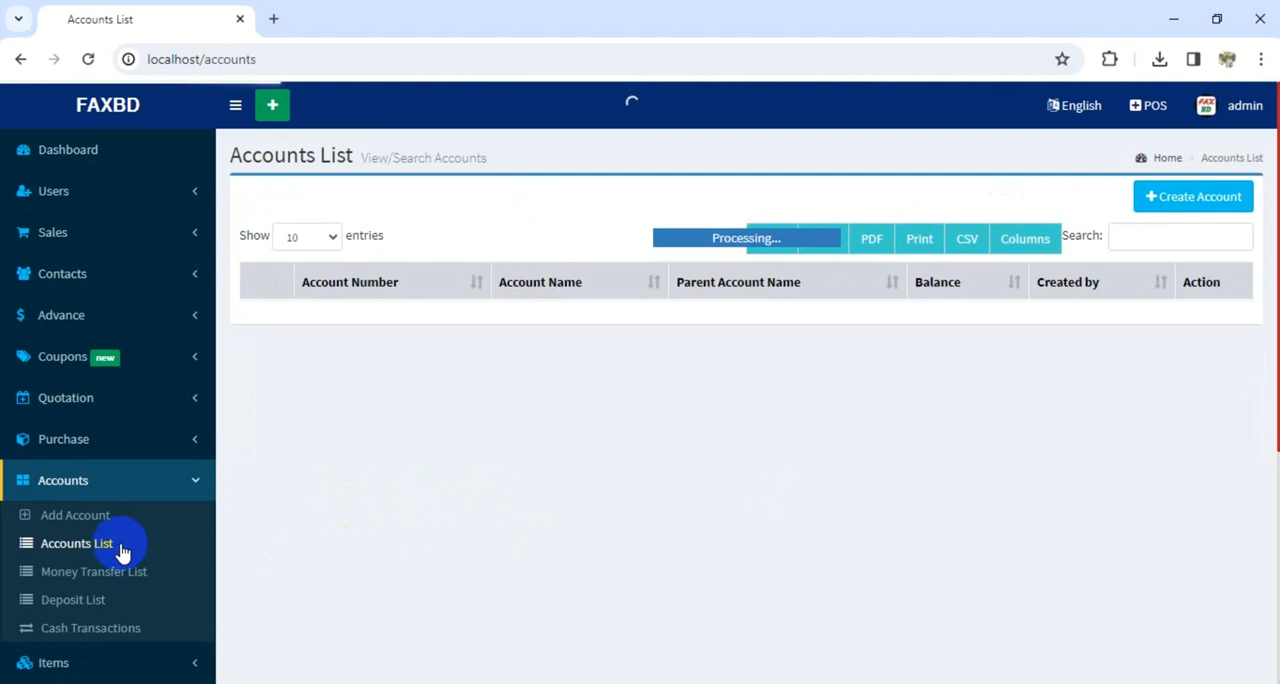 Accounts List
localhost/accounts
FAXBD
English
POS
FAX
BD
admin
Dashboard
Users
Sales
Contacts
Advance
Coupons new
Quotation
Purchase
Accounts
Add Account
Accounts List
Money Transfer List
Deposit List
Cash Transactions
Items
Accounts List View/Search Accounts
Home Accounts List
Create Account
Show 10 entries
Processing...
PDF Print CSV Columns
Search:
Account Number Account Name Parent Account Name Balance Created by Action